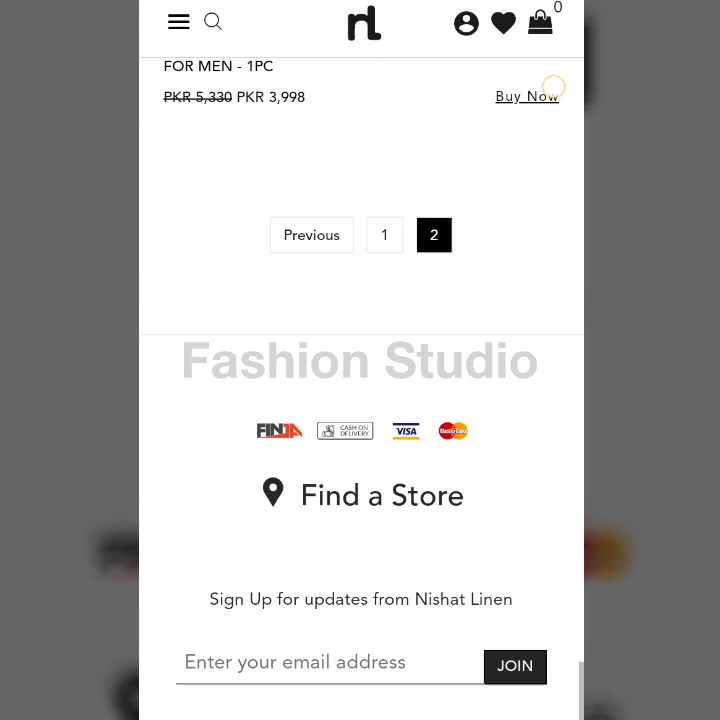 0
nl
FOR MEN - 1PC
PKR 5,330 PKR 3,998 Buy Now
Previous 1 2
Fashion Studio
FINJA CASH ON DELIVERY VISA MasterCard
Find a Store
Sign Up for updates from Nishat Linen
Enter your email address JOIN